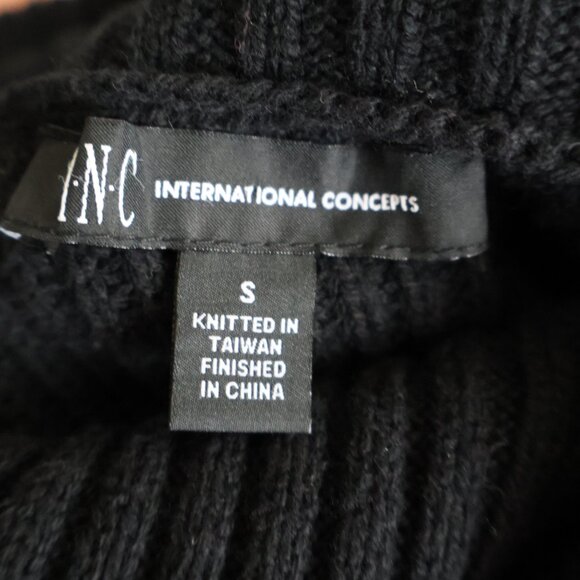 I·N·C INTERNATIONAL CONCEPTS
S
KNITTED IN
TAIWAN
FINISHED
IN CHINA